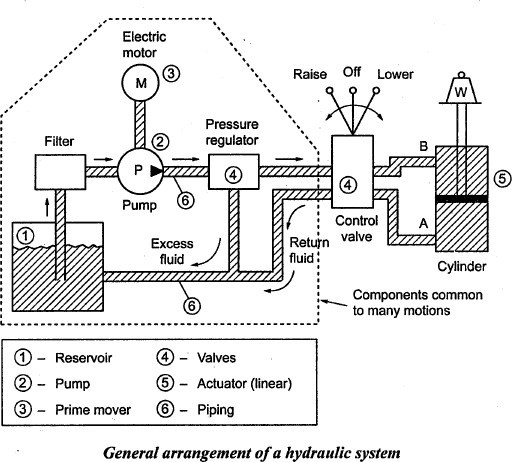 Electric
motor
M
3
Raise
Off
Lower
W
Filter
2
Pressure
regulator
P
4
Pump
6
4
B
5
1
Excess
fluid
Return
fluid
Control
valve
A
Cylinder
6
Components common
to many motions
1 – Reservoir
4 – Valves
2 – Pump
5 – Actuator (linear)
3 – Prime mover
6 – Piping
General arrangement of a hydraulic system